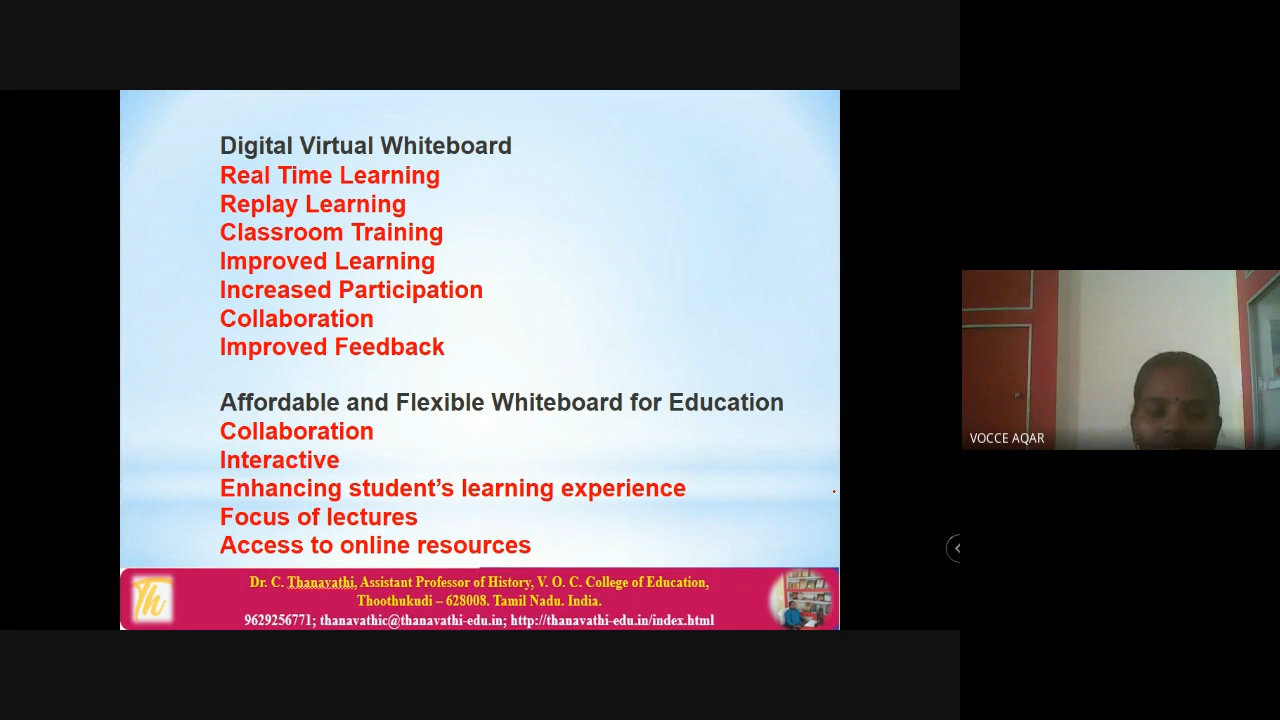 Digital Virtual Whiteboard
Real Time Learning
Replay Learning
Classroom Training
Improved Learning
Increased Participation
Collaboration
Improved Feedback
Affordable and Flexible Whiteboard for Education
Collaboration
Interactive
Enhancing student’s learning experience
Focus of lectures
Access to online resources
Th
Dr. C. Thanavathi, Assistant Professor of History, V. O. C. College of Education,
Thoothukudi – 628008. Tamil Nadu. India.
9629256771; thanavathic@thanavathi-edu.in; http://thanavathi-edu.in/index.html
VOCCE AQAR